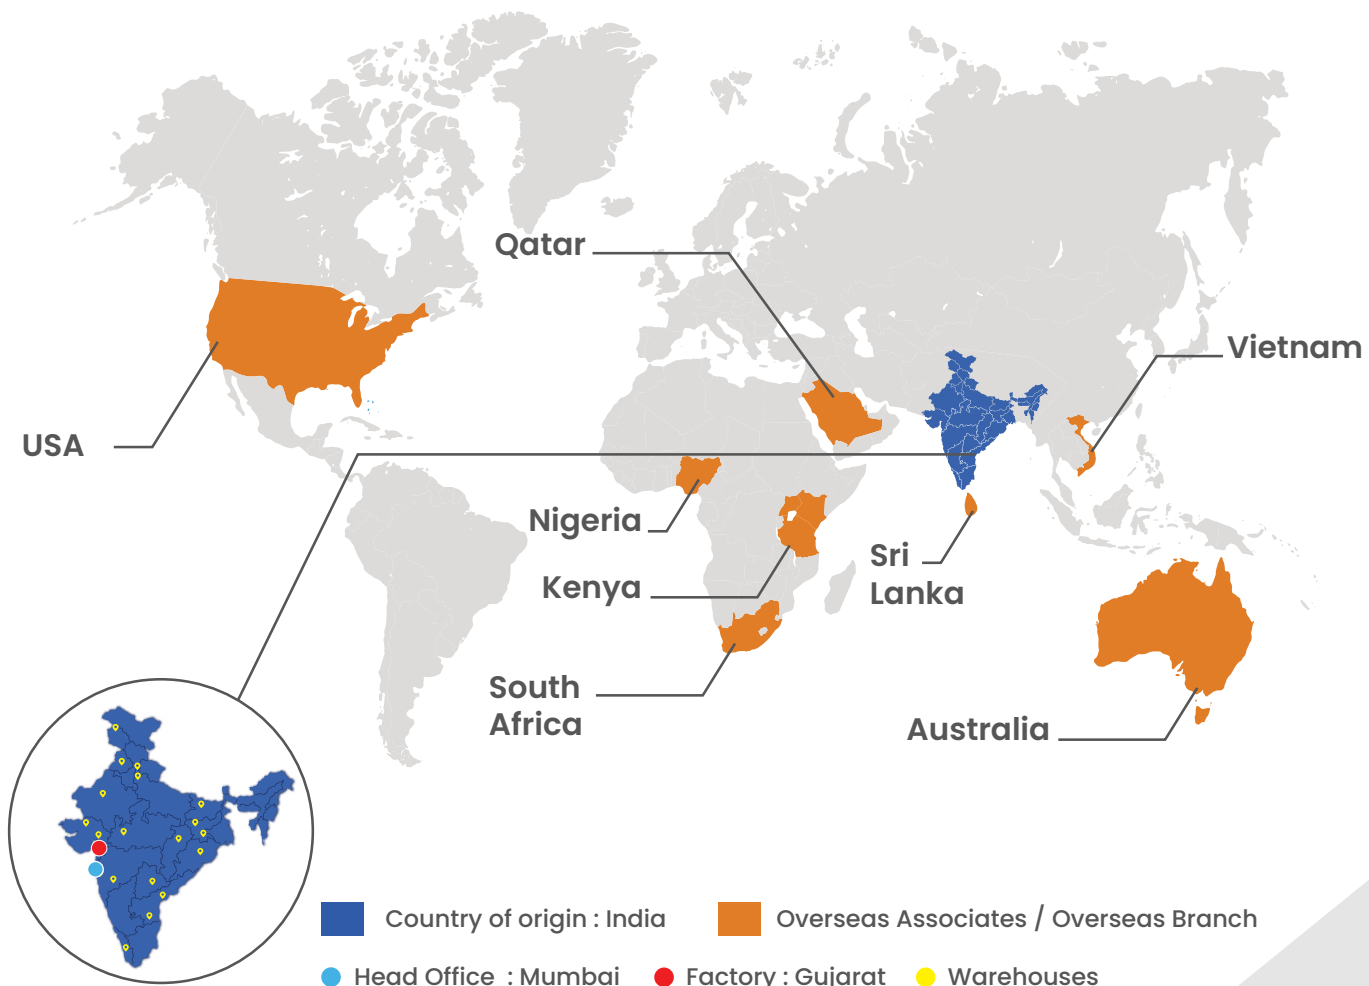 Qatar
Vietnam
USA
Nigeria
Sri
Lanka
Kenya
South
Africa
Australia
Country of origin : India
Overseas Associates / Overseas Branch
Head Office : Mumbai
Factory : Gujarat
Warehouses